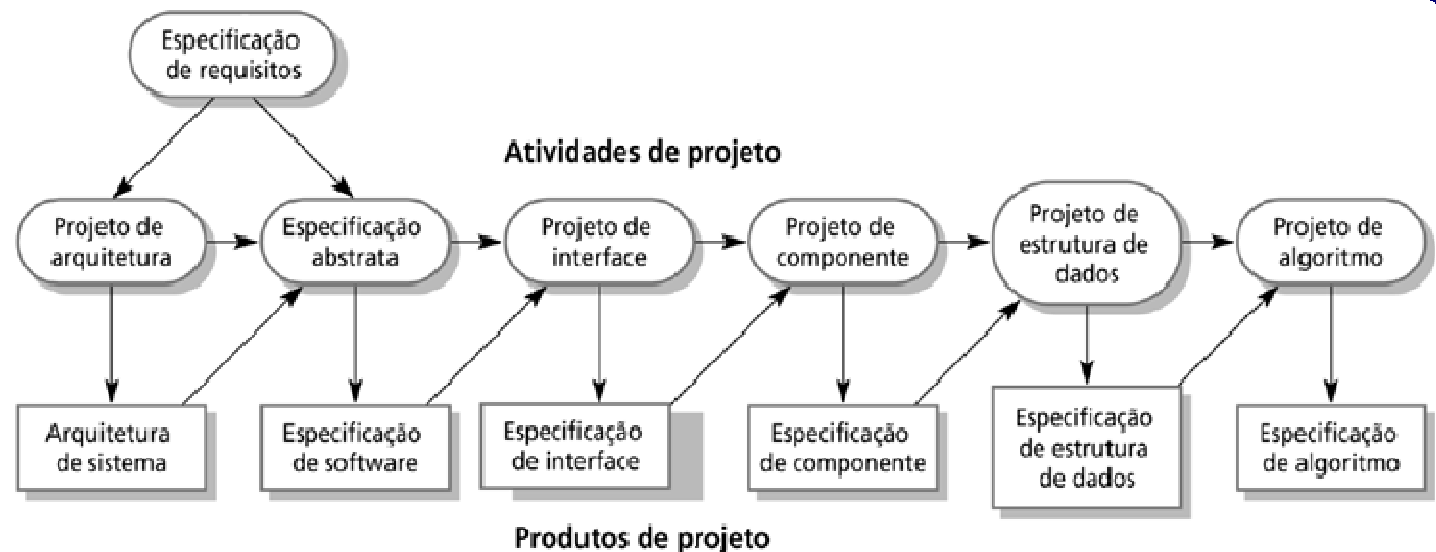 Especificação
de requisitos
Atividades de projeto
Projeto de
arquitetura
Especificação
abstrata
Projeto de
interface
Projeto de
componente
Projeto de
estrutura de
dados
Projeto de
algoritmo
Arquitetura
de sistema
Especificação
de software
Especificação
de interface
Especificação
de componente
Especificação
de estrutura
de dados
Especificação
de algoritmo
Produtos de projeto